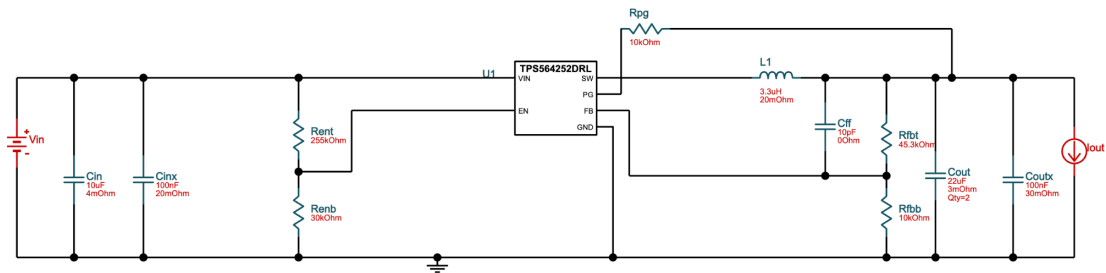 Rpg
10kOhm
TPS564252DRL
U1
VIN
SW
PG
EN
FB
GND
L1
3.3uH
20mOhm
Vin
+
-
Cin
10uF
4mOhm
Cinx
100nF
20mOhm
Rent
255kOhm
Renb
30kOhm
Cff
10pF
0Ohm
Rfbt
45.3kOhm
Rfbb
10kOhm
Cout
22uF
3mOhm
Qty=2
Coutx
100nF
30mOhm
Iout